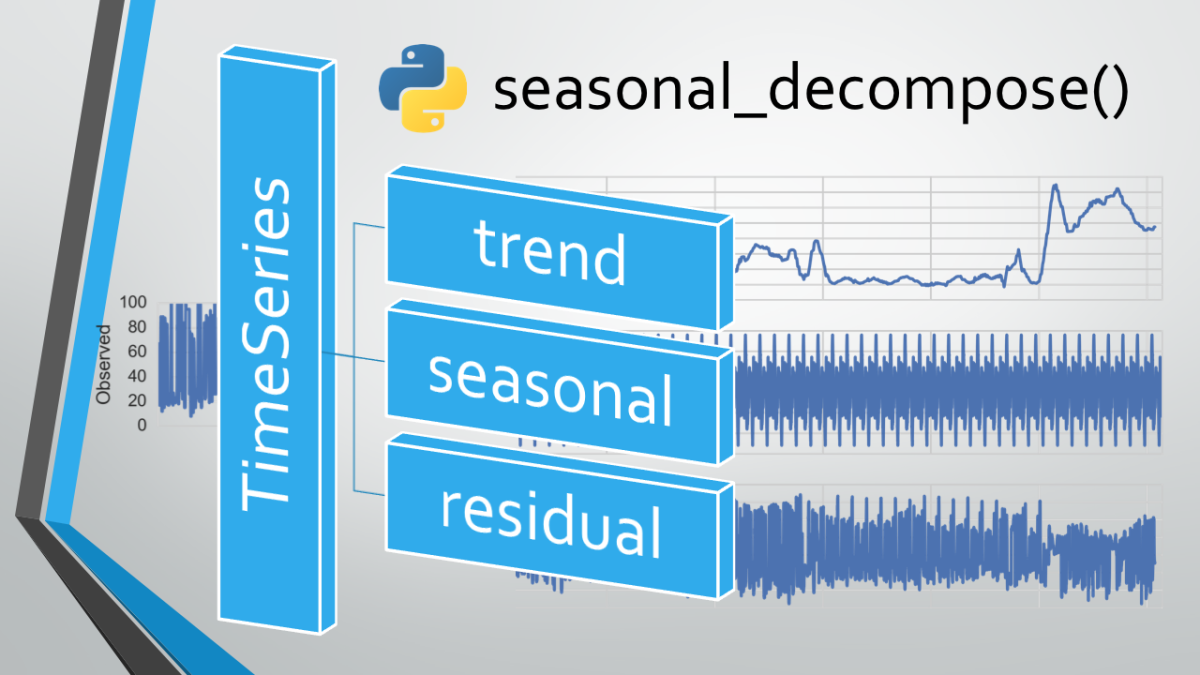 seasonal_decompose()
TimeSeries
trend
seasonal
residual
Observed
100
80
60
40
20
0